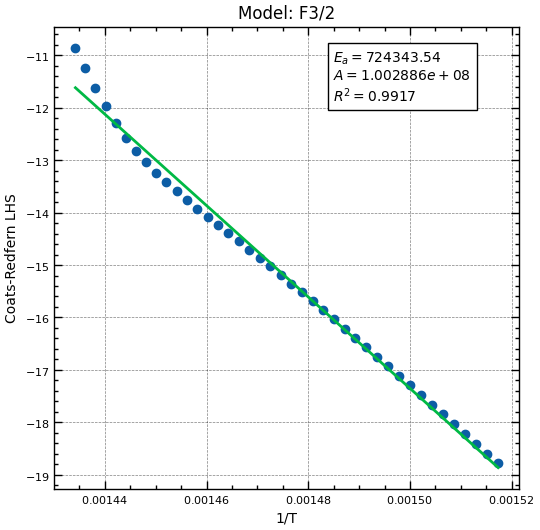 Model: F3/2
E_a = 724343.54
A = 1.002886e + 08
R² = 0.9917
Coats-Redfern LHS
−11
−12
−13
−14
−15
−16
−17
−18
−19
0.00144 0.00146 0.00148 0.00150 0.00152
1/T